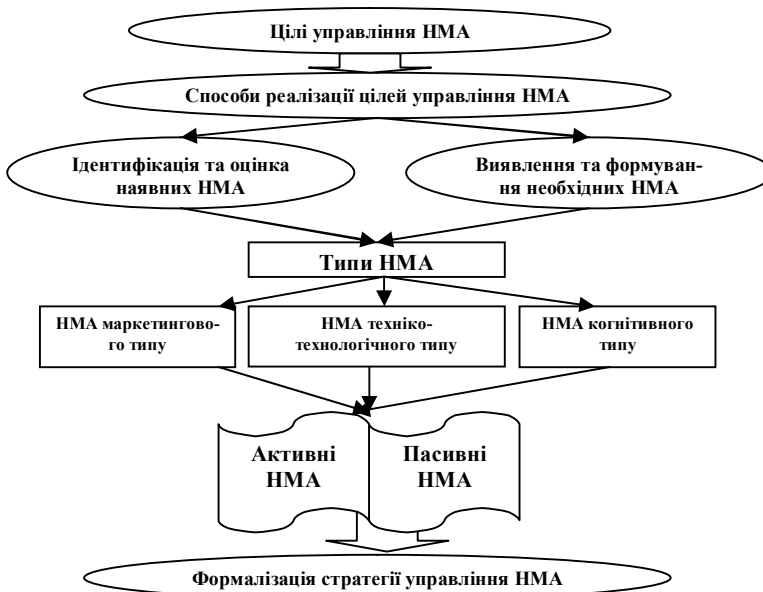 Цілі управління НМА
Способи реалізації цілей управління НМА
Ідентифікація та оцінка
наявних НМА
Виявлення та формуван-
ня необхідних НМА
Типи НМА
НМА маркетингово-
го типу
НМА техніко-
технологічного типу
НМА когнітивного
типу
Активні
НМА
Пасивні
НМА
Формалізація стратегії управління НМА